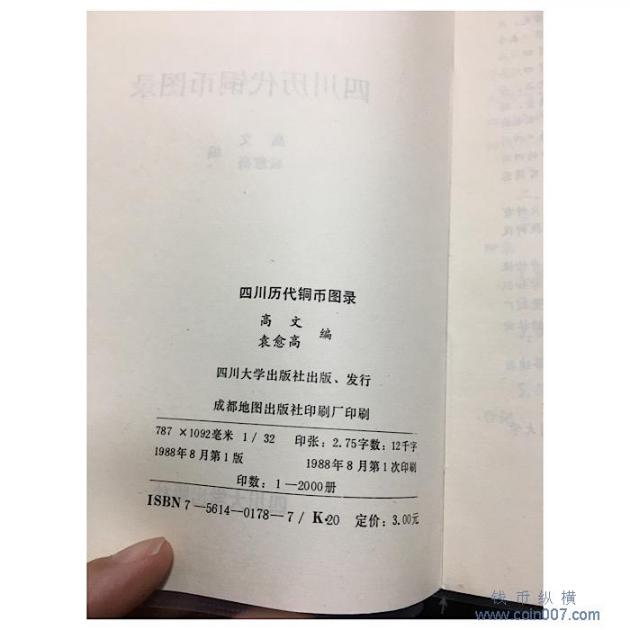 四川历代铜币图录
高 文
袁愈高 编
四川大学出版社出版、发行
成都地图出版社印刷厂印刷
787 × 1092毫米 1 / 32 印张：2.75字数：12千字
1988年8月第1版 1988年8月第1次印刷
印数：1－2000册
ISBN7－5614－0178－7 / K·20 定价：3.00元
钱币纵横
www.coin007.com